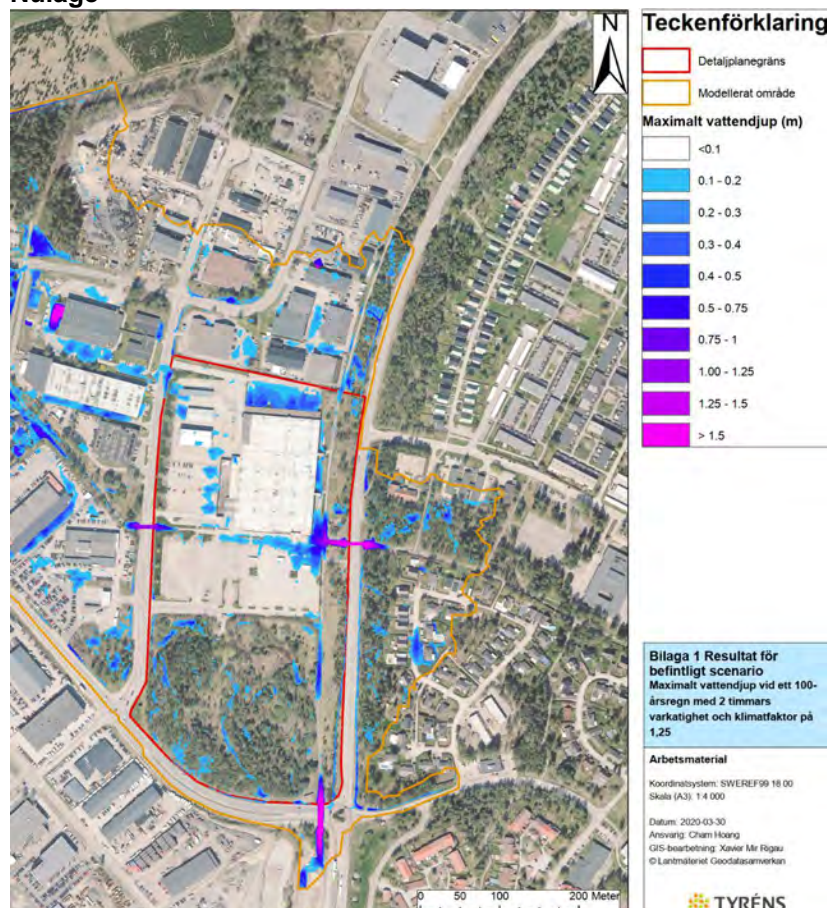 Nuläge
N
Teckenförklaring
Detaljplanegräns
Modellerat område
Maximalt vattendjup (m)
<0.1
0.1 - 0.2
0.2 - 0.3
0.3 - 0.4
0.4 - 0.5
0.5 - 0.75
0.75 - 1
1.00 - 1.25
1.25 - 1.5
> 1.5
Bilaga 1 Resultat för
befintligt scenario
Maximalt vattendjup vid ett 100-
årsregn med 2 timmars
varkatighet och klimatfaktor på
1,25
Arbetsmaterial
Koordinatsystem: SWEREF99 18 00
Skala (A3): 1:4 000
Datum: 2020-03-30
Ansvarig: Cham Hoang
GIS-bearbetning: Xavier Mir Rigau
© Lantmäteriet Geodatasamverkan
0 50 100 200 Meter
TYRÉNS